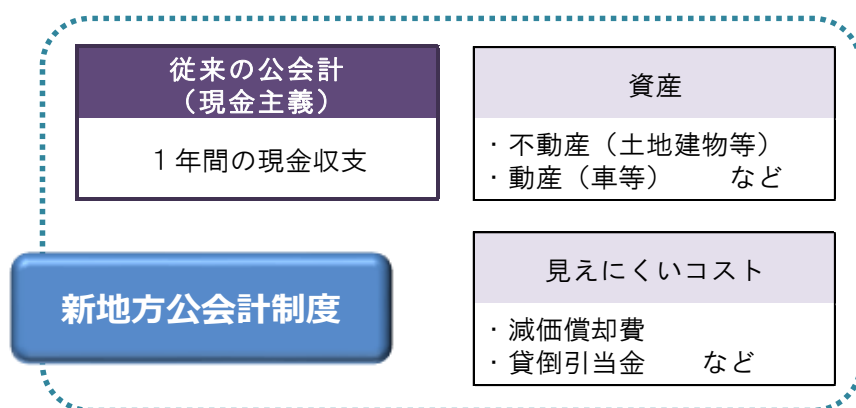 従来の公会計
（現金主義）
１年間の現金収支
資産
・不動産（土地建物等）
・動産（車等）　　など
新地方公会計制度
見えにくいコスト
・減価償却費
・貸倒引当金　　など